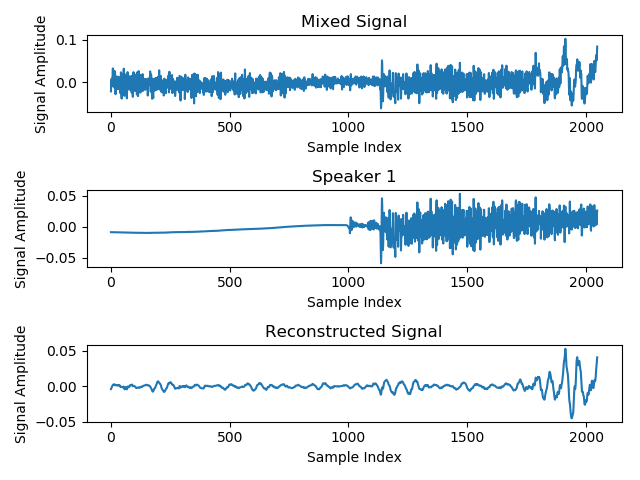 Mixed Signal
Signal Amplitude
0.1
0.0
0 500 1000 1500 2000
Sample Index
Speaker 1
Signal Amplitude
0.05
0.00
−0.05
0 500 1000 1500 2000
Sample Index
Reconstructed Signal
Signal Amplitude
0.05
0.00
−0.05
0 500 1000 1500 2000
Sample Index